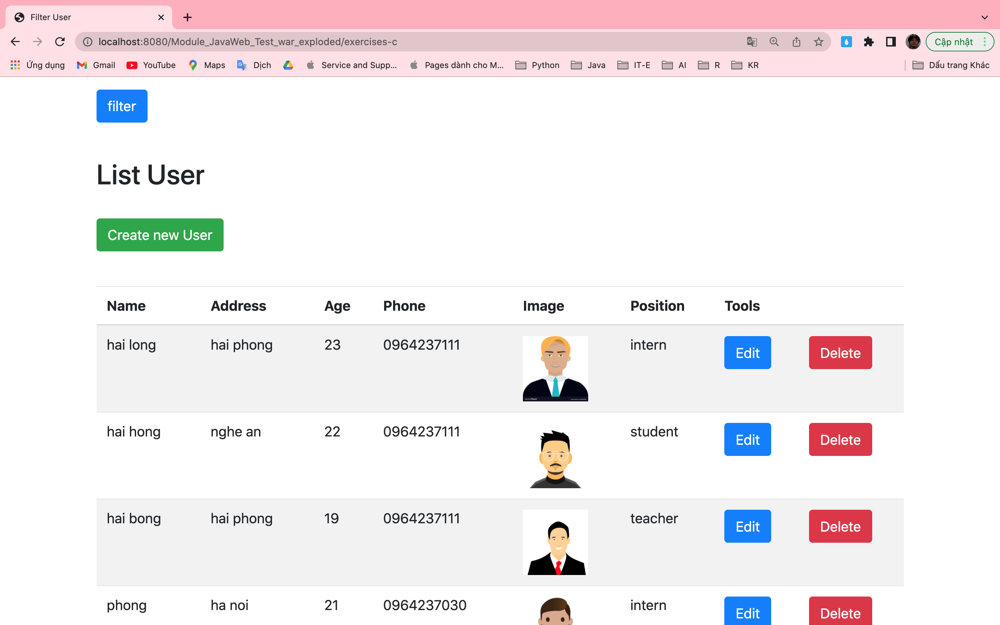 Filter User
localhost:8080/Module_JavaWeb_Test_war_exploded/exercises-c
Cập nhật
Ứng dụng Gmail YouTube Maps Dịch Service and Supp... Pages dành cho M... Python Java IT-E AI R KR Dấu trang Khác
filter
List User
Create new User
Name Address Age Phone Image Position Tools
hai long hai phong 23 0964237111 intern Edit Delete
VectorStock
hai hong nghe an 22 0964237111 student Edit Delete
hai bong hai phong 19 0964237111 teacher Edit Delete
phong ha noi 21 0964237030 intern Edit Delete